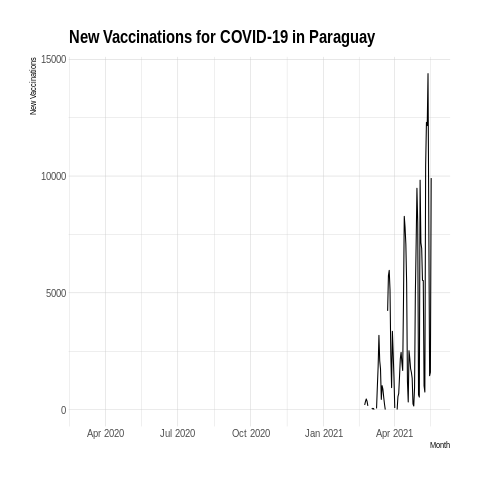 New Vaccinations for COVID-19 in Paraguay
New Vaccinations
15000
10000
5000
0
Apr 2020
Jul 2020
Oct 2020
Jan 2021
Apr 2021
Month